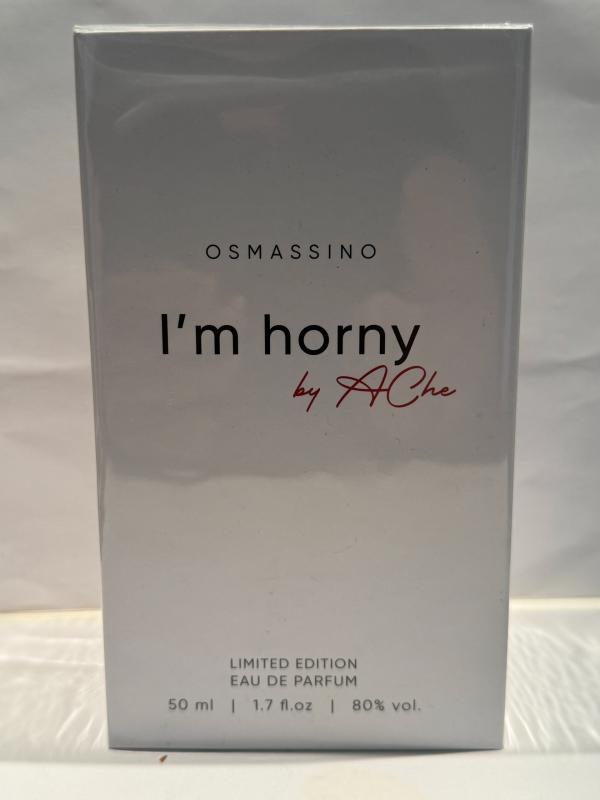 OSMASSINO
I'm horny
by AChe
LIMITED EDITION
EAU DE PARFUM
50 ml | 1.7 fl.oz | 80% vol.